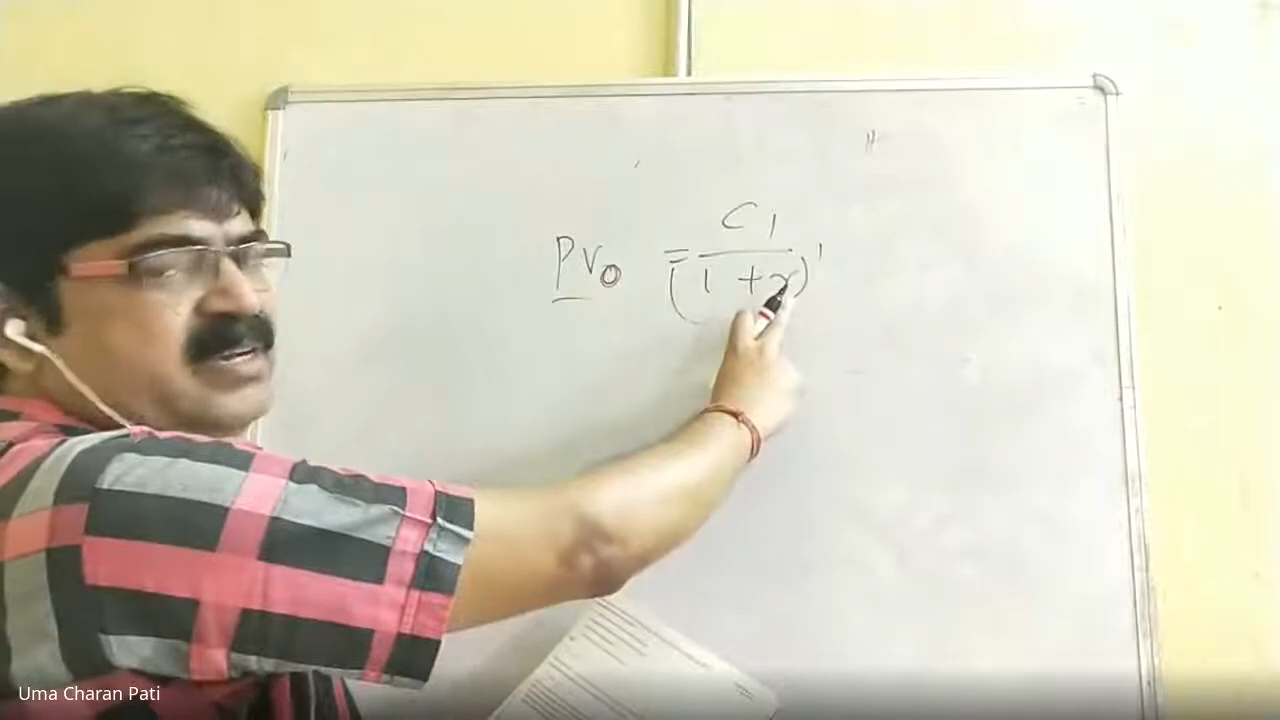 PV₀ = C₁ / (1 + r)¹
Uma Charan Pati